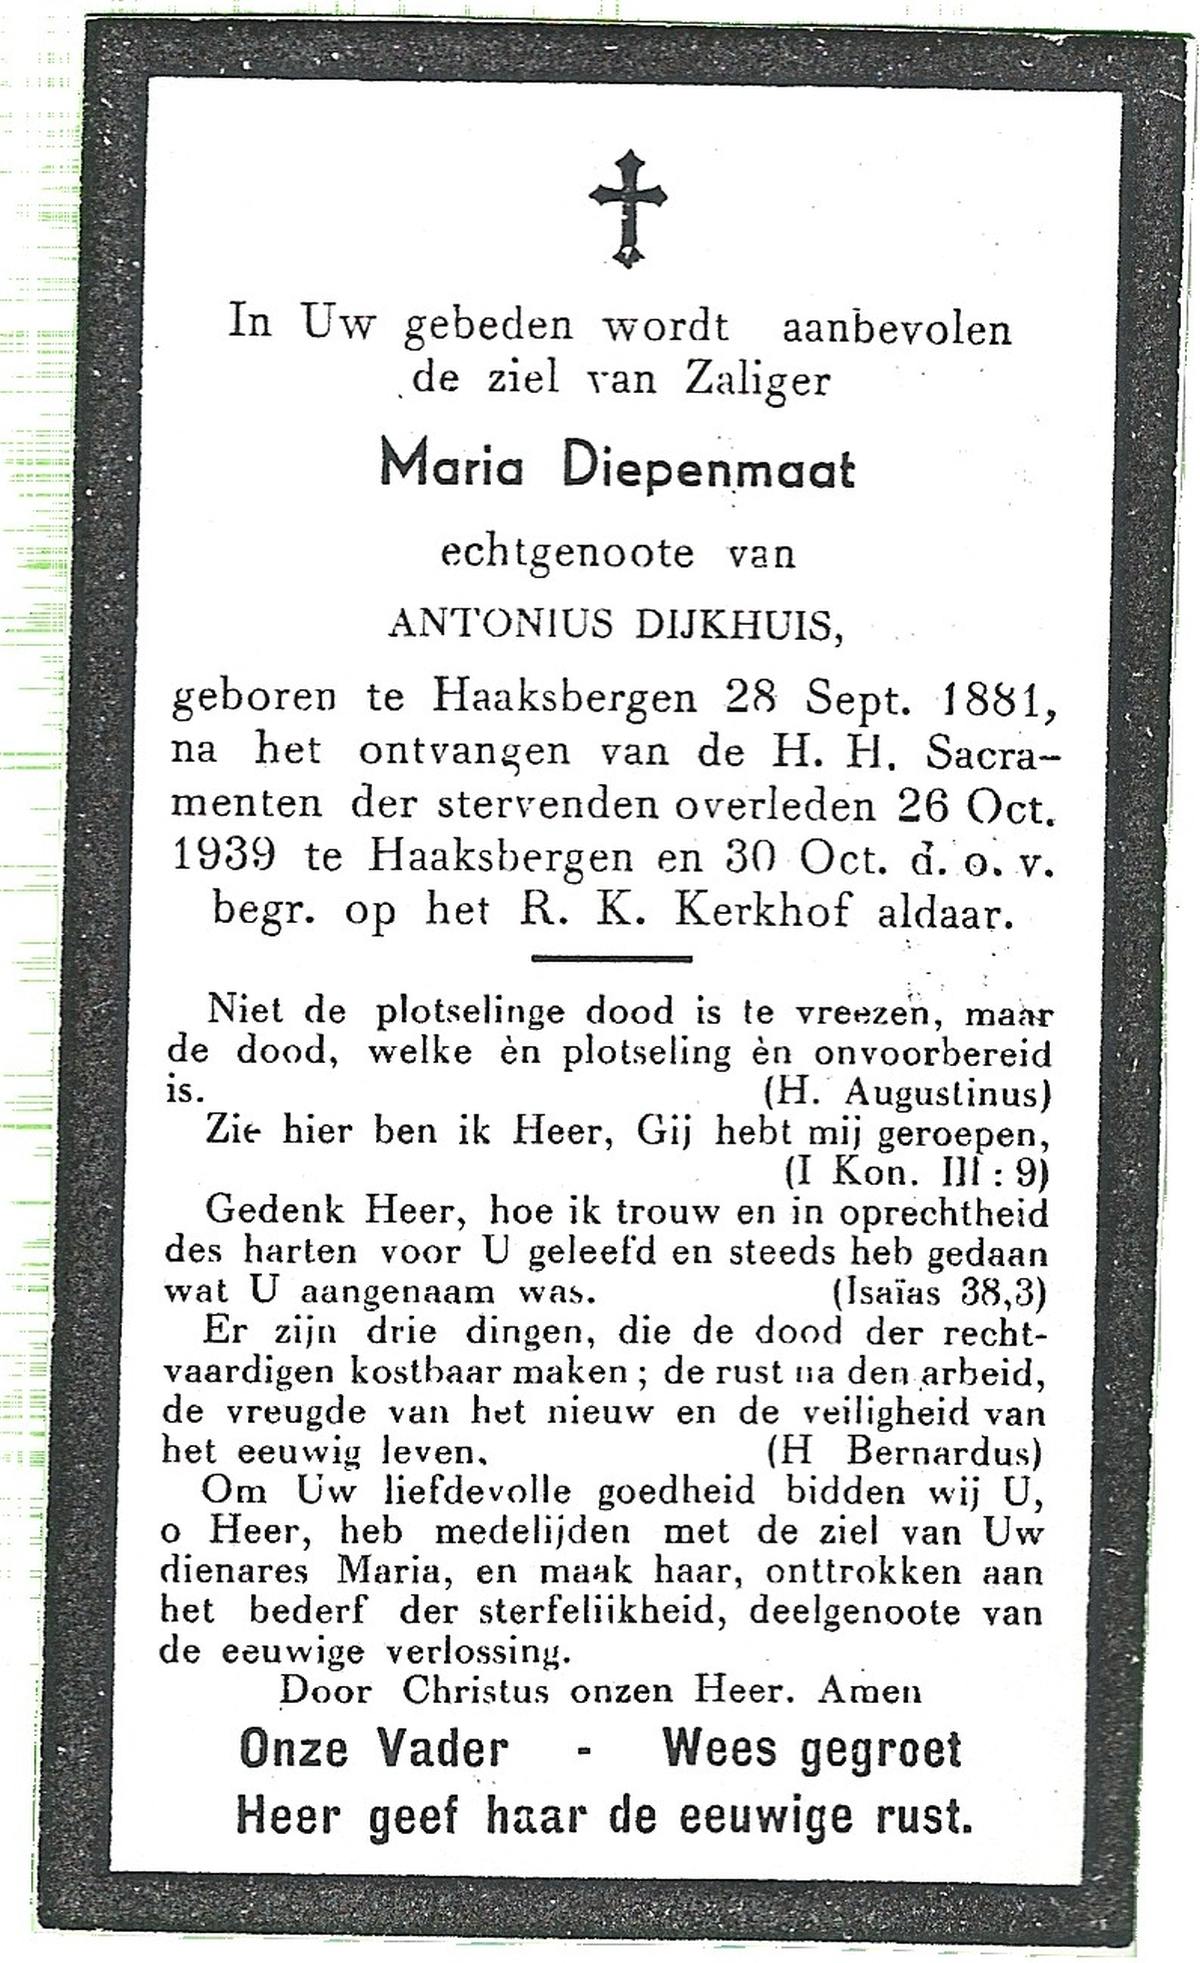 In Uw gebeden wordt aanbevolen
de ziel van Zaliger
Maria Diepenmaat
echtgenoote van
ANTONIUS DIJKHUIS,
geboren te Haaksbergen 28 Sept. 1881,
na het ontvangen van de H. H. Sacra-
menten der stervenden overleden 26 Oct.
1939 te Haaksbergen en 30 Oct. d. o. v.
begr. op het R. K. Kerkhof aldaar.
Niet de plotselinge dood is te vreezen, maar
de dood, welke èn plotseling èn onvoorbereid
is. (H. Augustinus)
Zie hier ben ik Heer, Gij hebt mij geroepen,
(I Kon. III : 9)
Gedenk Heer, hoe ik trouw en in oprechtheid
des harten voor U geleefd en steeds heb gedaan
wat U aangenaam was. (Isaïas 38,3)
Er zijn drie dingen, die de dood der recht-
vaardigen kostbaar maken ; de rust na den arbeid,
de vreugde van het nieuw en de veiligheid van
het eeuwig leven. (H Bernardus)
Om Uw liefdevolle goedheid bidden wij U,
o Heer, heb medelijden met de ziel van Uw
dienares Maria, en maak haar, onttrokken aan
het bederf der sterfeliikheid, deelgenoote van
de eeuwige verlossing.
Door Christus onzen Heer. Amen
Onze Vader - Wees gegroet
Heer geef haar de eeuwige rust.